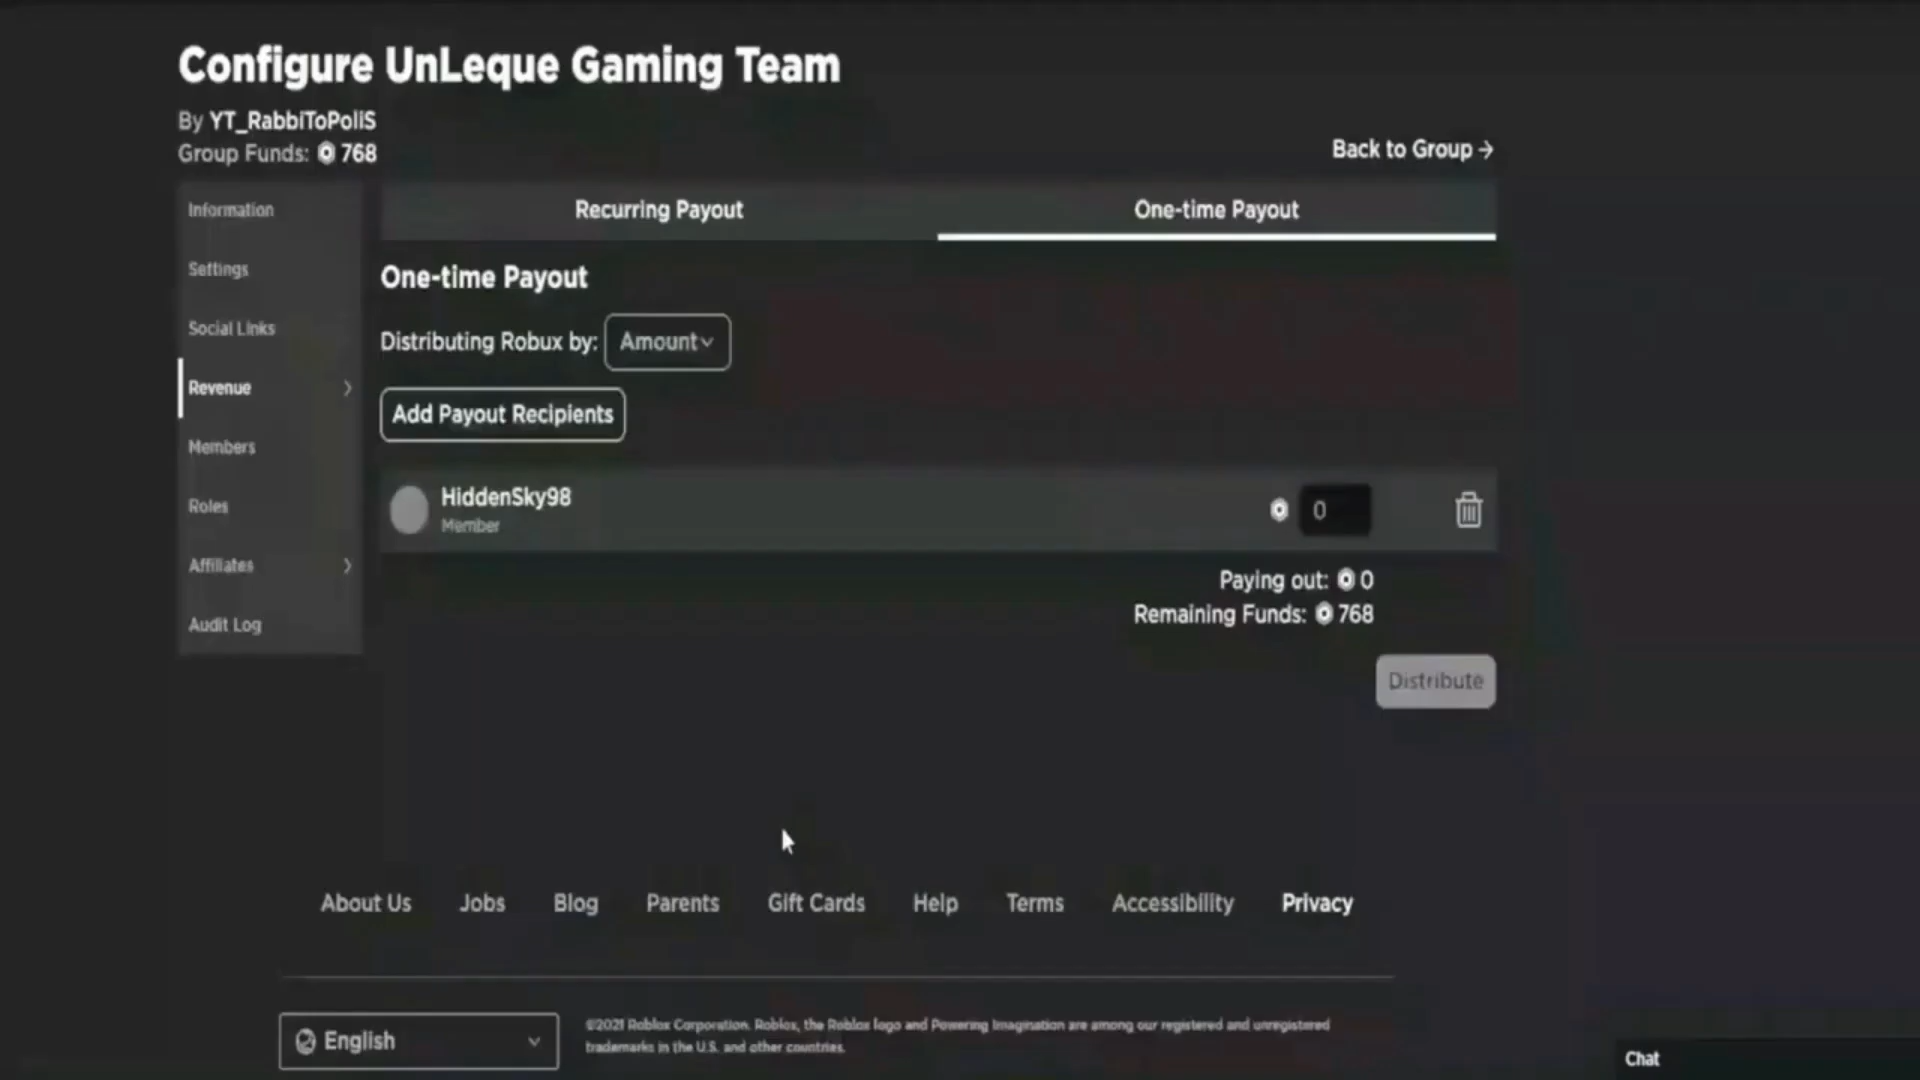 Configure UnLeque Gaming Team
By YT_RabbiToPoliS
Group Funds: 768
Back to Group →
Information
Settings
Social Links
Revenue
Members
Roles
Affiliates
Audit Log
Recurring Payout
One-time Payout
One-time Payout
Distributing Robux by: Amount
Add Payout Recipients
HiddenSky98
Member
0
Paying out: 0
Remaining Funds: 768
Distribute
About Us Jobs Blog Parents Gift Cards Help Terms Accessibility Privacy
English
©2021 Roblox Corporation. Roblox, the Roblox logo and Powering Imagination are among our registered and unregistered
trademarks in the U.S. and other countries.
Chat